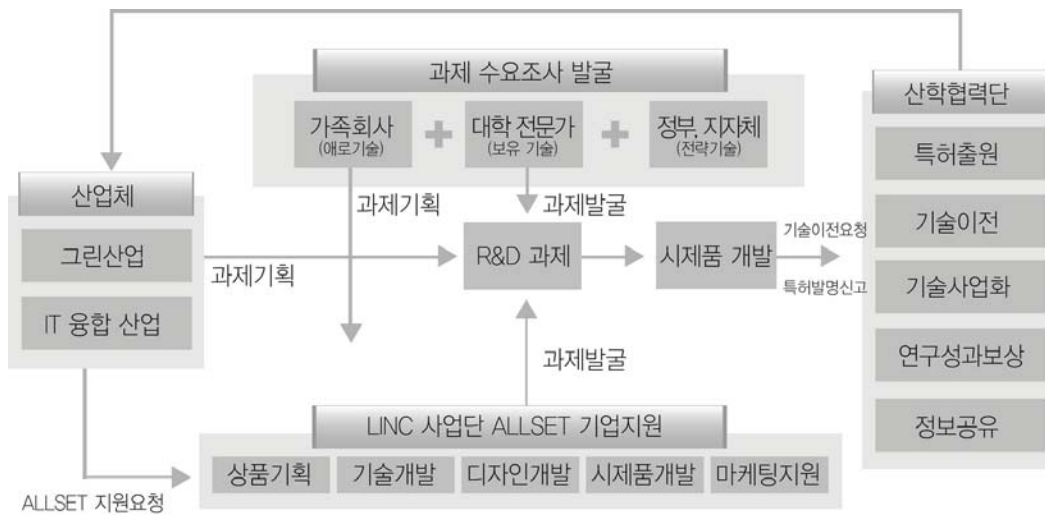 과제 수요조사 발굴
가족회사
(애로기술)
대학 전문가
(보유 기술)
정부, 지자체
(전략기술)
산학협력단
특허출원
기술이전
기술사업화
연구성과보상
정보공유
산업체
그린산업
IT 융합 산업
과제기획
과제기획
과제발굴
R&D 과제
시제품 개발
기술이전요청
특허발명신고
과제발굴
LINC 사업단 ALLSET 기업지원
상품기획
기술개발
디자인개발
시제품개발
마케팅지원
ALLSET 지원요청